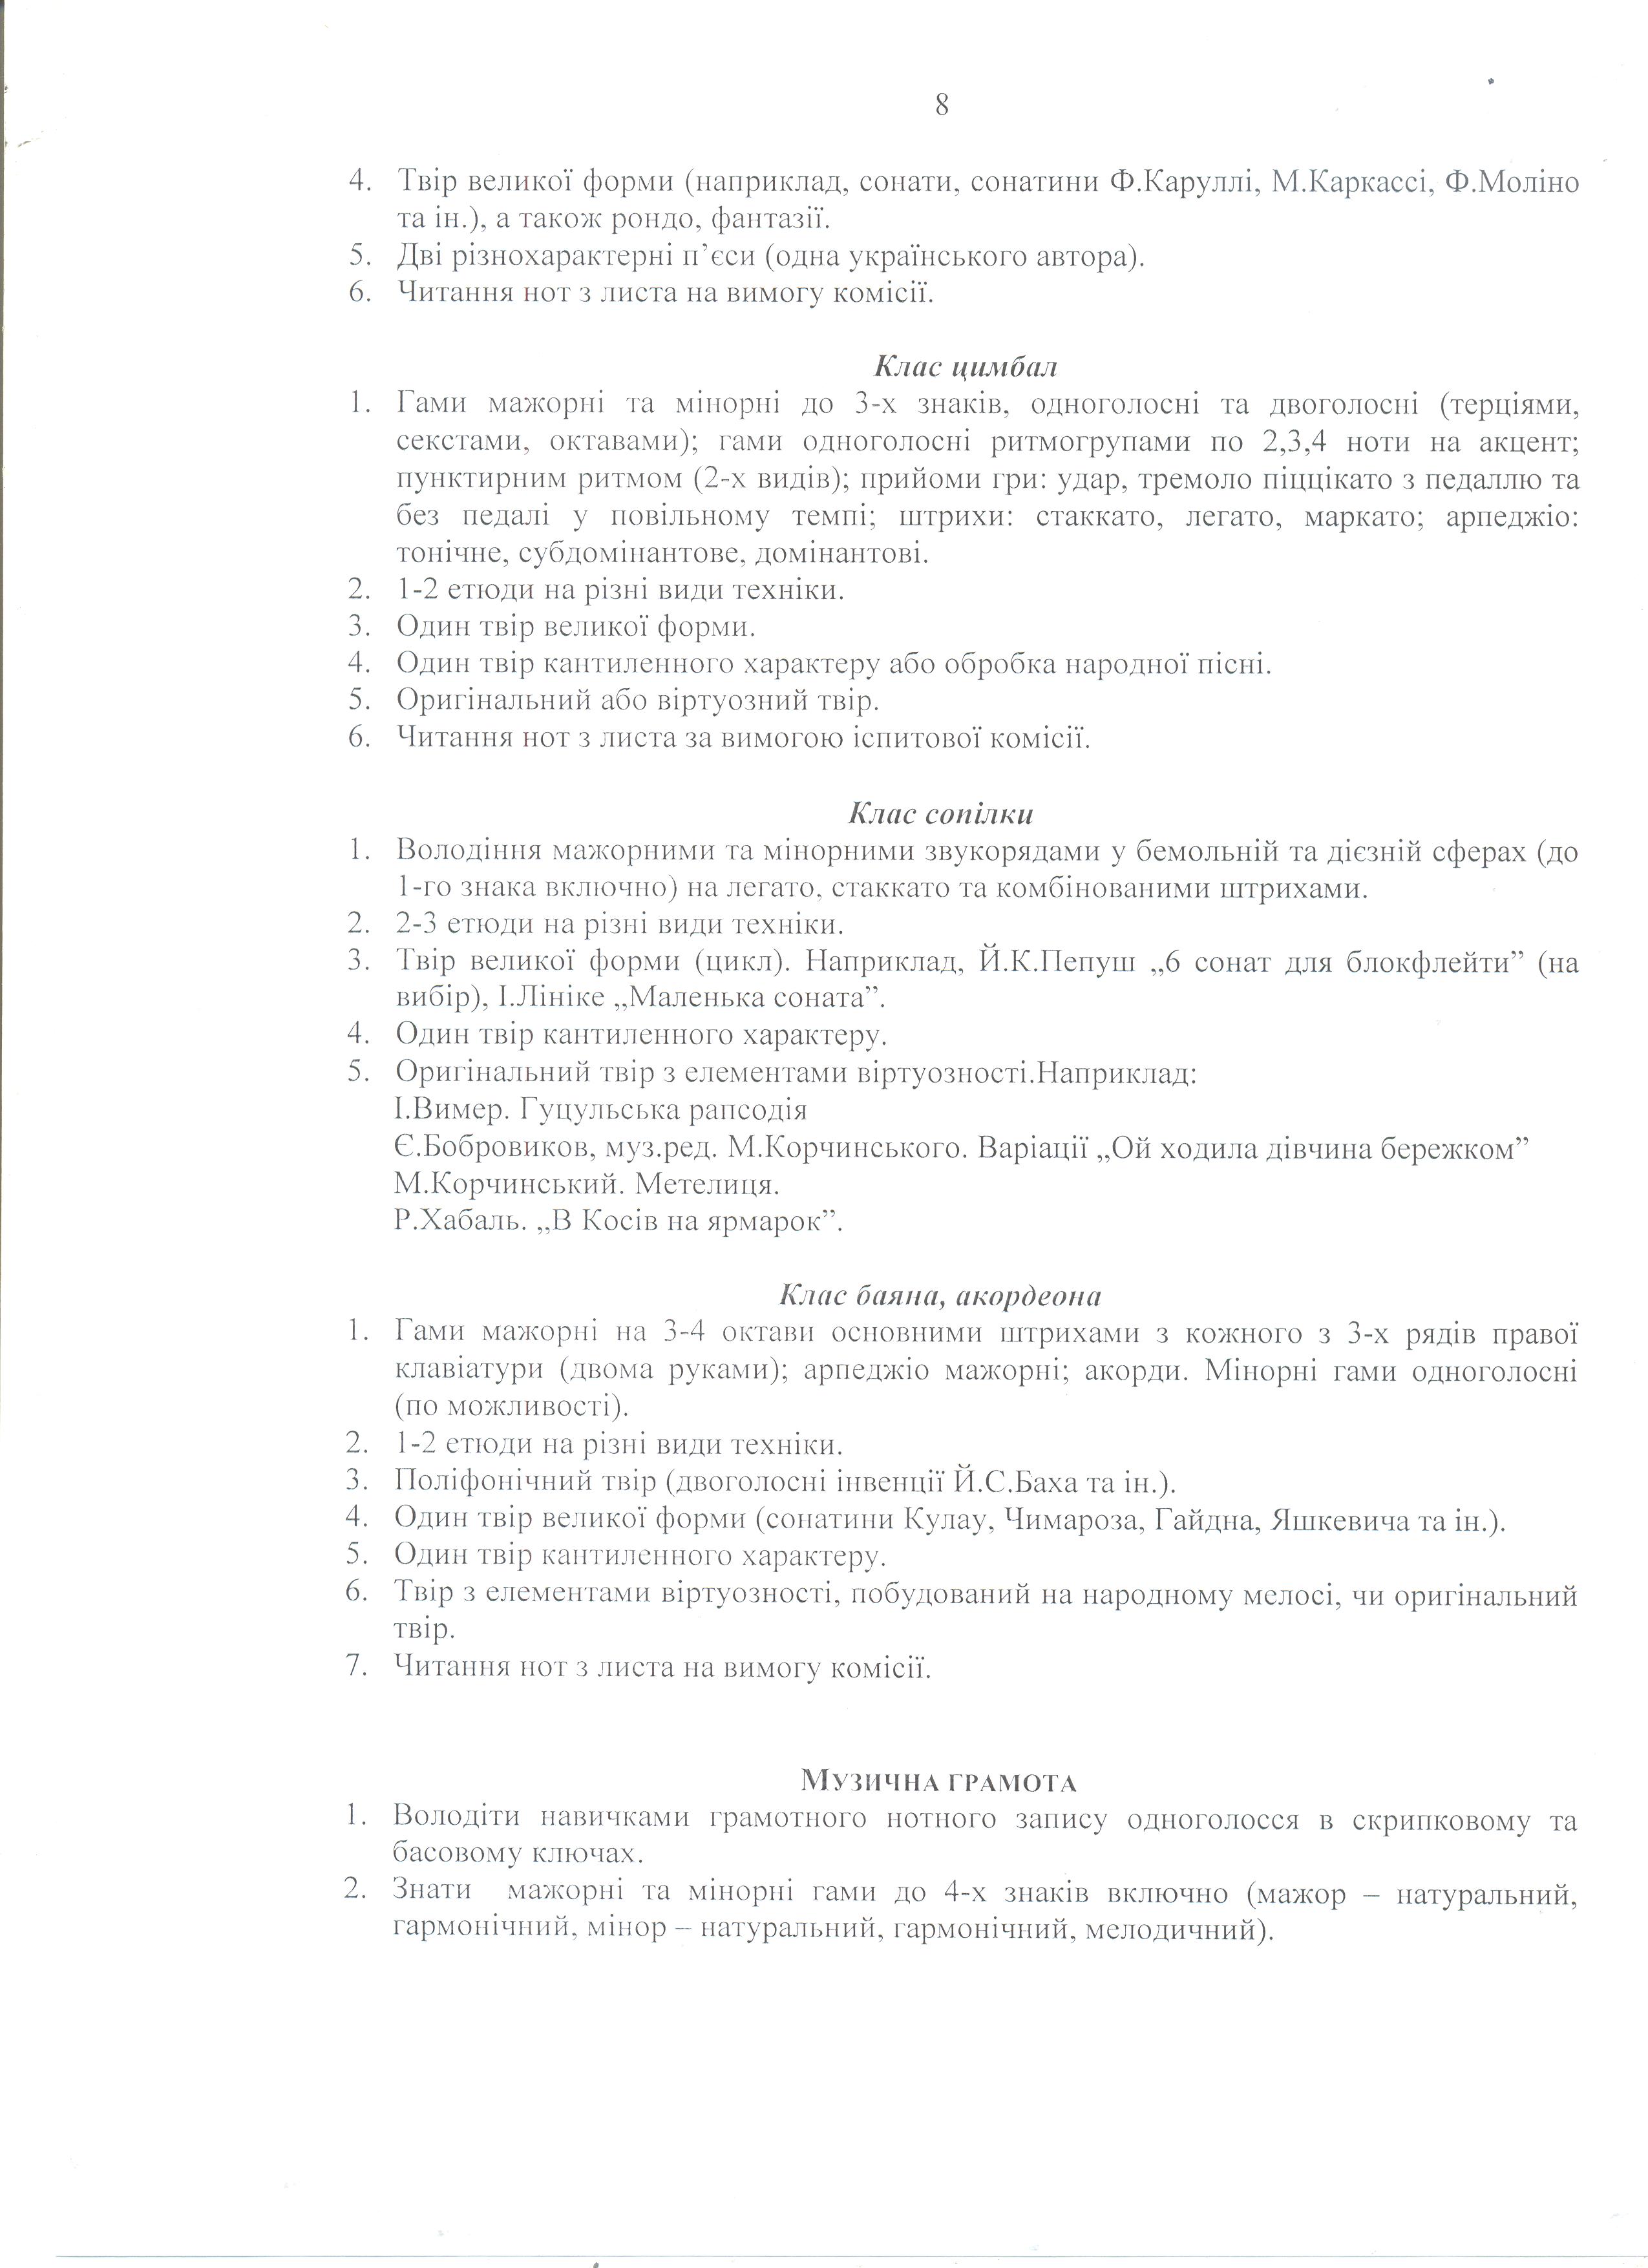 8
4. Твір великої форми (наприклад, сонати, сонатини Ф.Каруллі, М.Каркассі, Ф.Моліно
та ін.), а також рондо, фантазії.
5. Дві різнохарактерні п’єси (одна українського автора).
6. Читання нот з листа на вимогу комісії.
Клас цимбал
1. Гами мажорні та мінорні до 3-х знаків, одноголосні та двоголосні (терціями,
секстами, октавами); гами одноголосні ритмогрупами по 2,3,4 ноти на акцент;
пунктирним ритмом (2-х видів); прийоми гри: удар, тремоло піццікато з педаллю та
без педалі у повільному темпі; штрихи: стаккато, легато, маркато; арпеджіо:
тонічне, субдомінантове, домінантові.
2. 1-2 етюди на різні види техніки.
3. Один твір великої форми.
4. Один твір кантиленного характеру або обробка народної пісні.
5. Оригінальний або віртуозний твір.
6. Читання нот з листа за вимогою іспитової комісії.
Клас сопілки
1. Володіння мажорними та мінорними звукорядами у бемольній та дієзній сферах (до
1-го знака включно) на легато, стаккато та комбінованими штрихами.
2. 2-3 етюди на різні види техніки.
3. Твір великої форми (цикл). Наприклад, Й.К.Пепуш „6 сонат для блокфлейти” (на
вибір), І.Лініке „Маленька соната”.
4. Один твір кантиленного характеру.
5. Оригінальний твір з елементами віртуозності.Наприклад:
І.Вимер. Гуцульська рапсодія
Є.Бобровиков, муз.ред. М.Корчинського. Варіації „Ой ходила дівчина бережком”
М.Корчинський. Метелиця.
Р.Хабаль. „В Косів на ярмарок”.
Клас баяна, акордеона
1. Гами мажорні на 3-4 октави основними штрихами з кожного з 3-х рядів правої
клавіатури (двома руками); арпеджіо мажорні; акорди. Мінорні гами одноголосні
(по можливості).
2. 1-2 етюди на різні види техніки.
3. Поліфонічний твір (двоголосні інвенції Й.С.Баха та ін.).
4. Один твір великої форми (сонатини Кулау, Чимароза, Гайдна, Яшкевича та ін.).
5. Один твір кантиленного характеру.
6. Твір з елементами віртуозності, побудований на народному мелосі, чи оригінальний
твір.
7. Читання нот з листа на вимогу комісії.
МУЗИЧНА ГРАМОТА
1. Володіти навичками грамотного нотного запису одноголосся в скрипковому та
басовому ключах.
2. Знати мажорні та мінорні гами до 4-х знаків включно (мажор – натуральний,
гармонічний, мінор – натуральний, гармонічний, мелодичний).